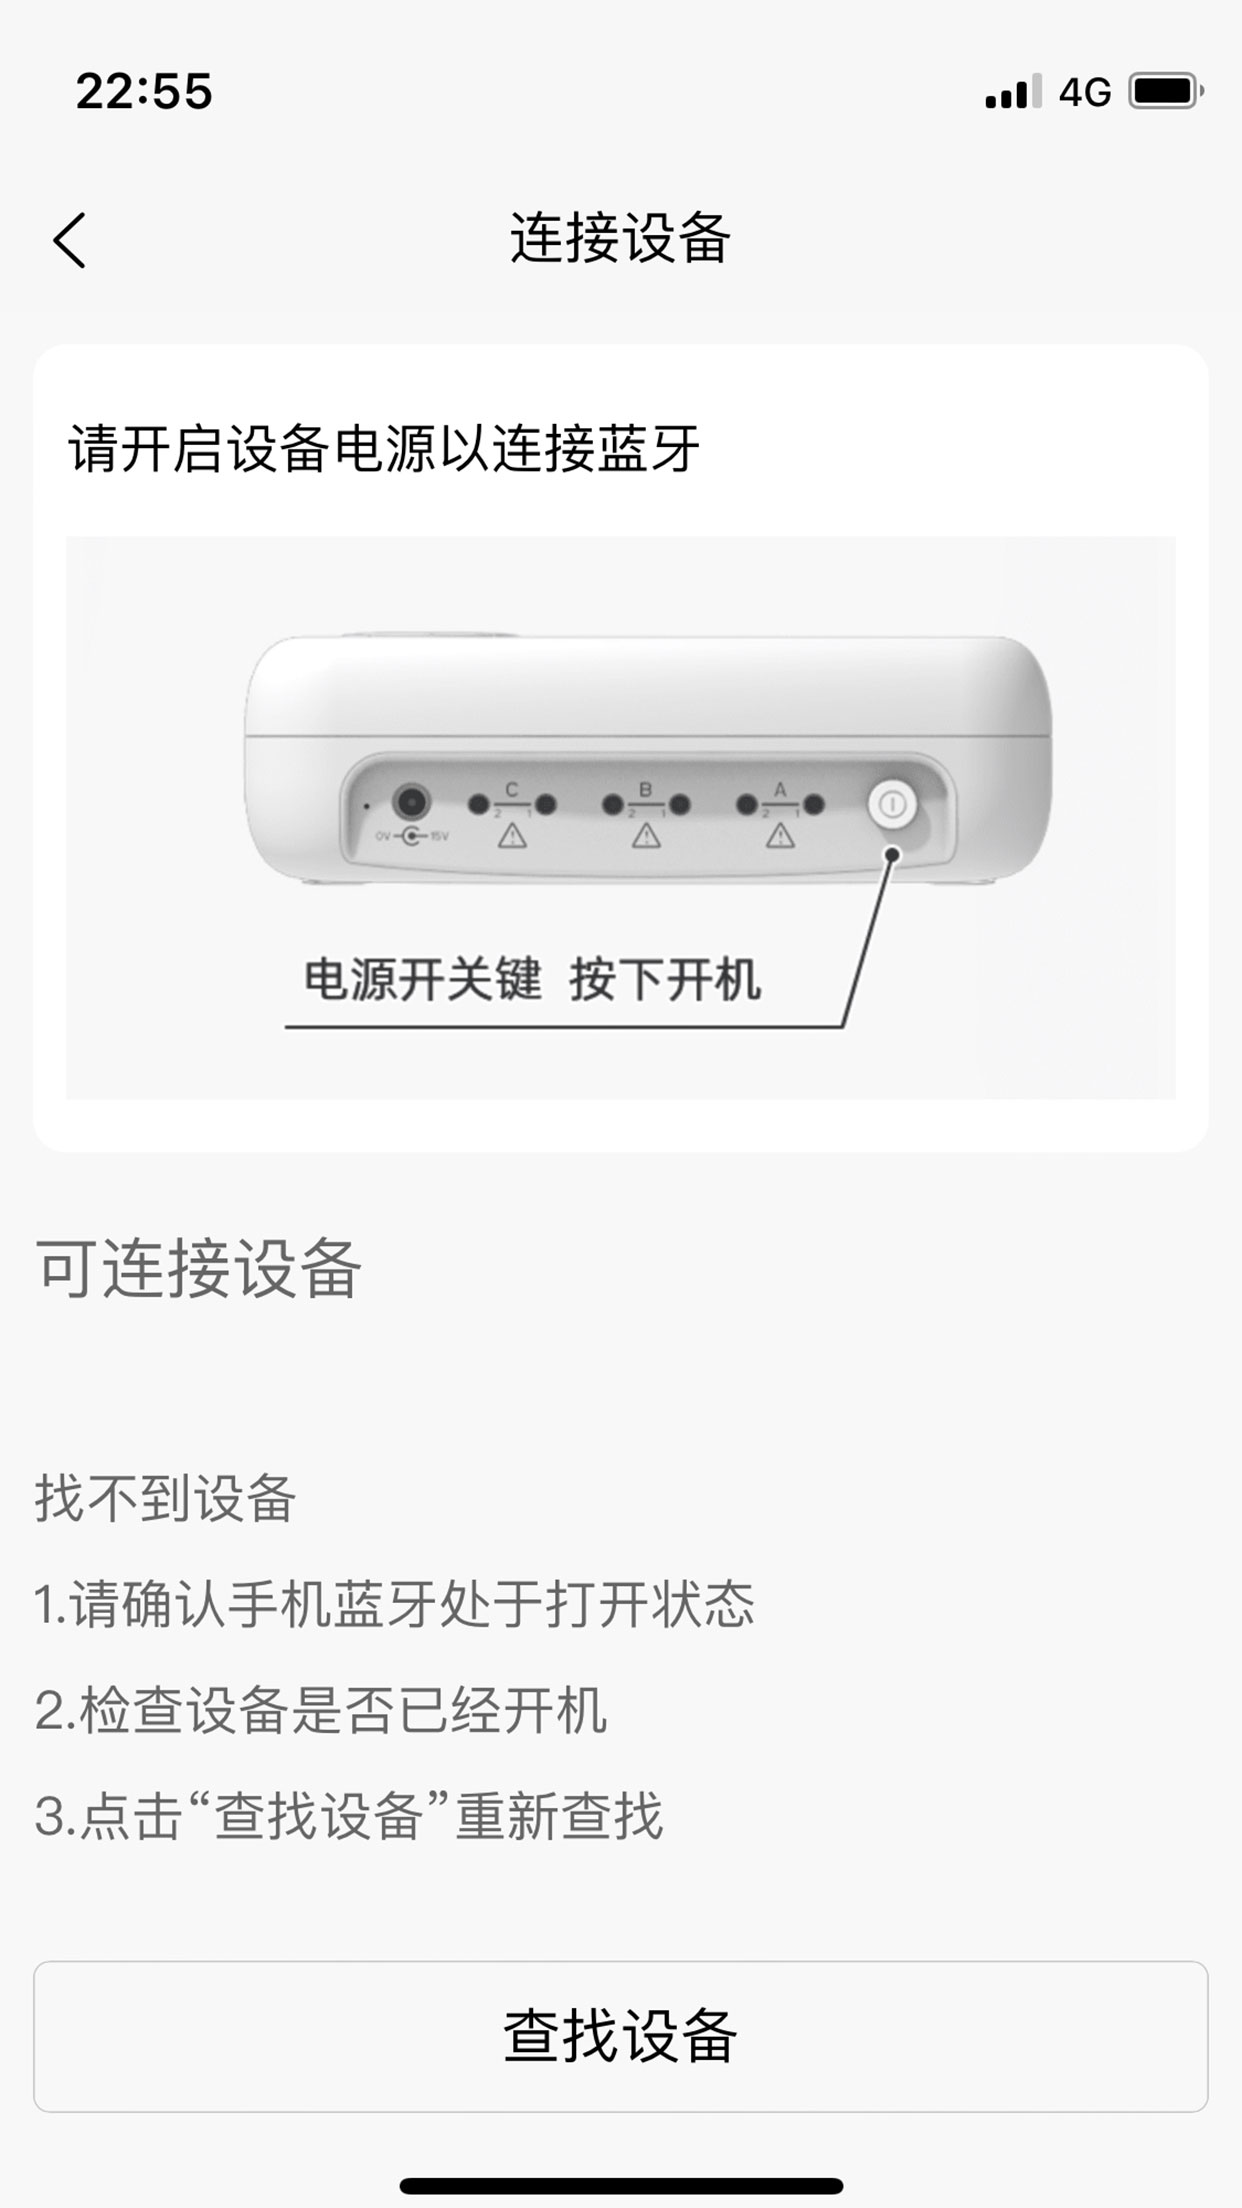 22:55
4G
连接设备
请开启设备电源以连接蓝牙
C
B
A
2 1
2 1
2 1
0V
15V
电源开关键 按下开机
可连接设备
找不到设备
1.请确认手机蓝牙处于打开状态
2.检查设备是否已经开机
3.点击“查找设备”重新查找
查找设备